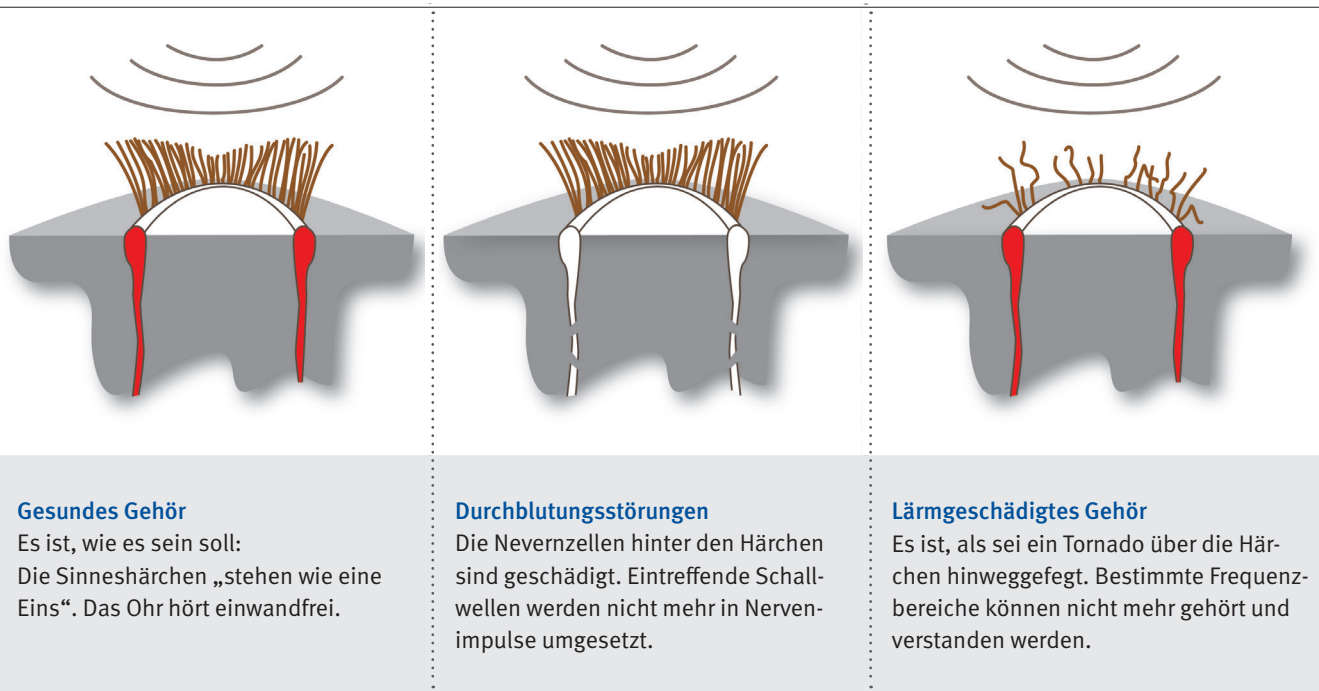 Gesundes Gehör
Es ist, wie es sein soll:
Die Sinneshärchen „stehen wie eine
Eins“. Das Ohr hört einwandfrei.
Durchblutungsstörungen
Die Nevernzellen hinter den Härchen
sind geschädigt. Eintreffende Schall-
wellen werden nicht mehr in Nerven-
impulse umgesetzt.
Lärmgeschädigtes Gehör
Es ist, als sei ein Tornado über die Här-
chen hinweggefegt. Bestimmte Frequenz-
bereiche können nicht mehr gehört und
verstanden werden.